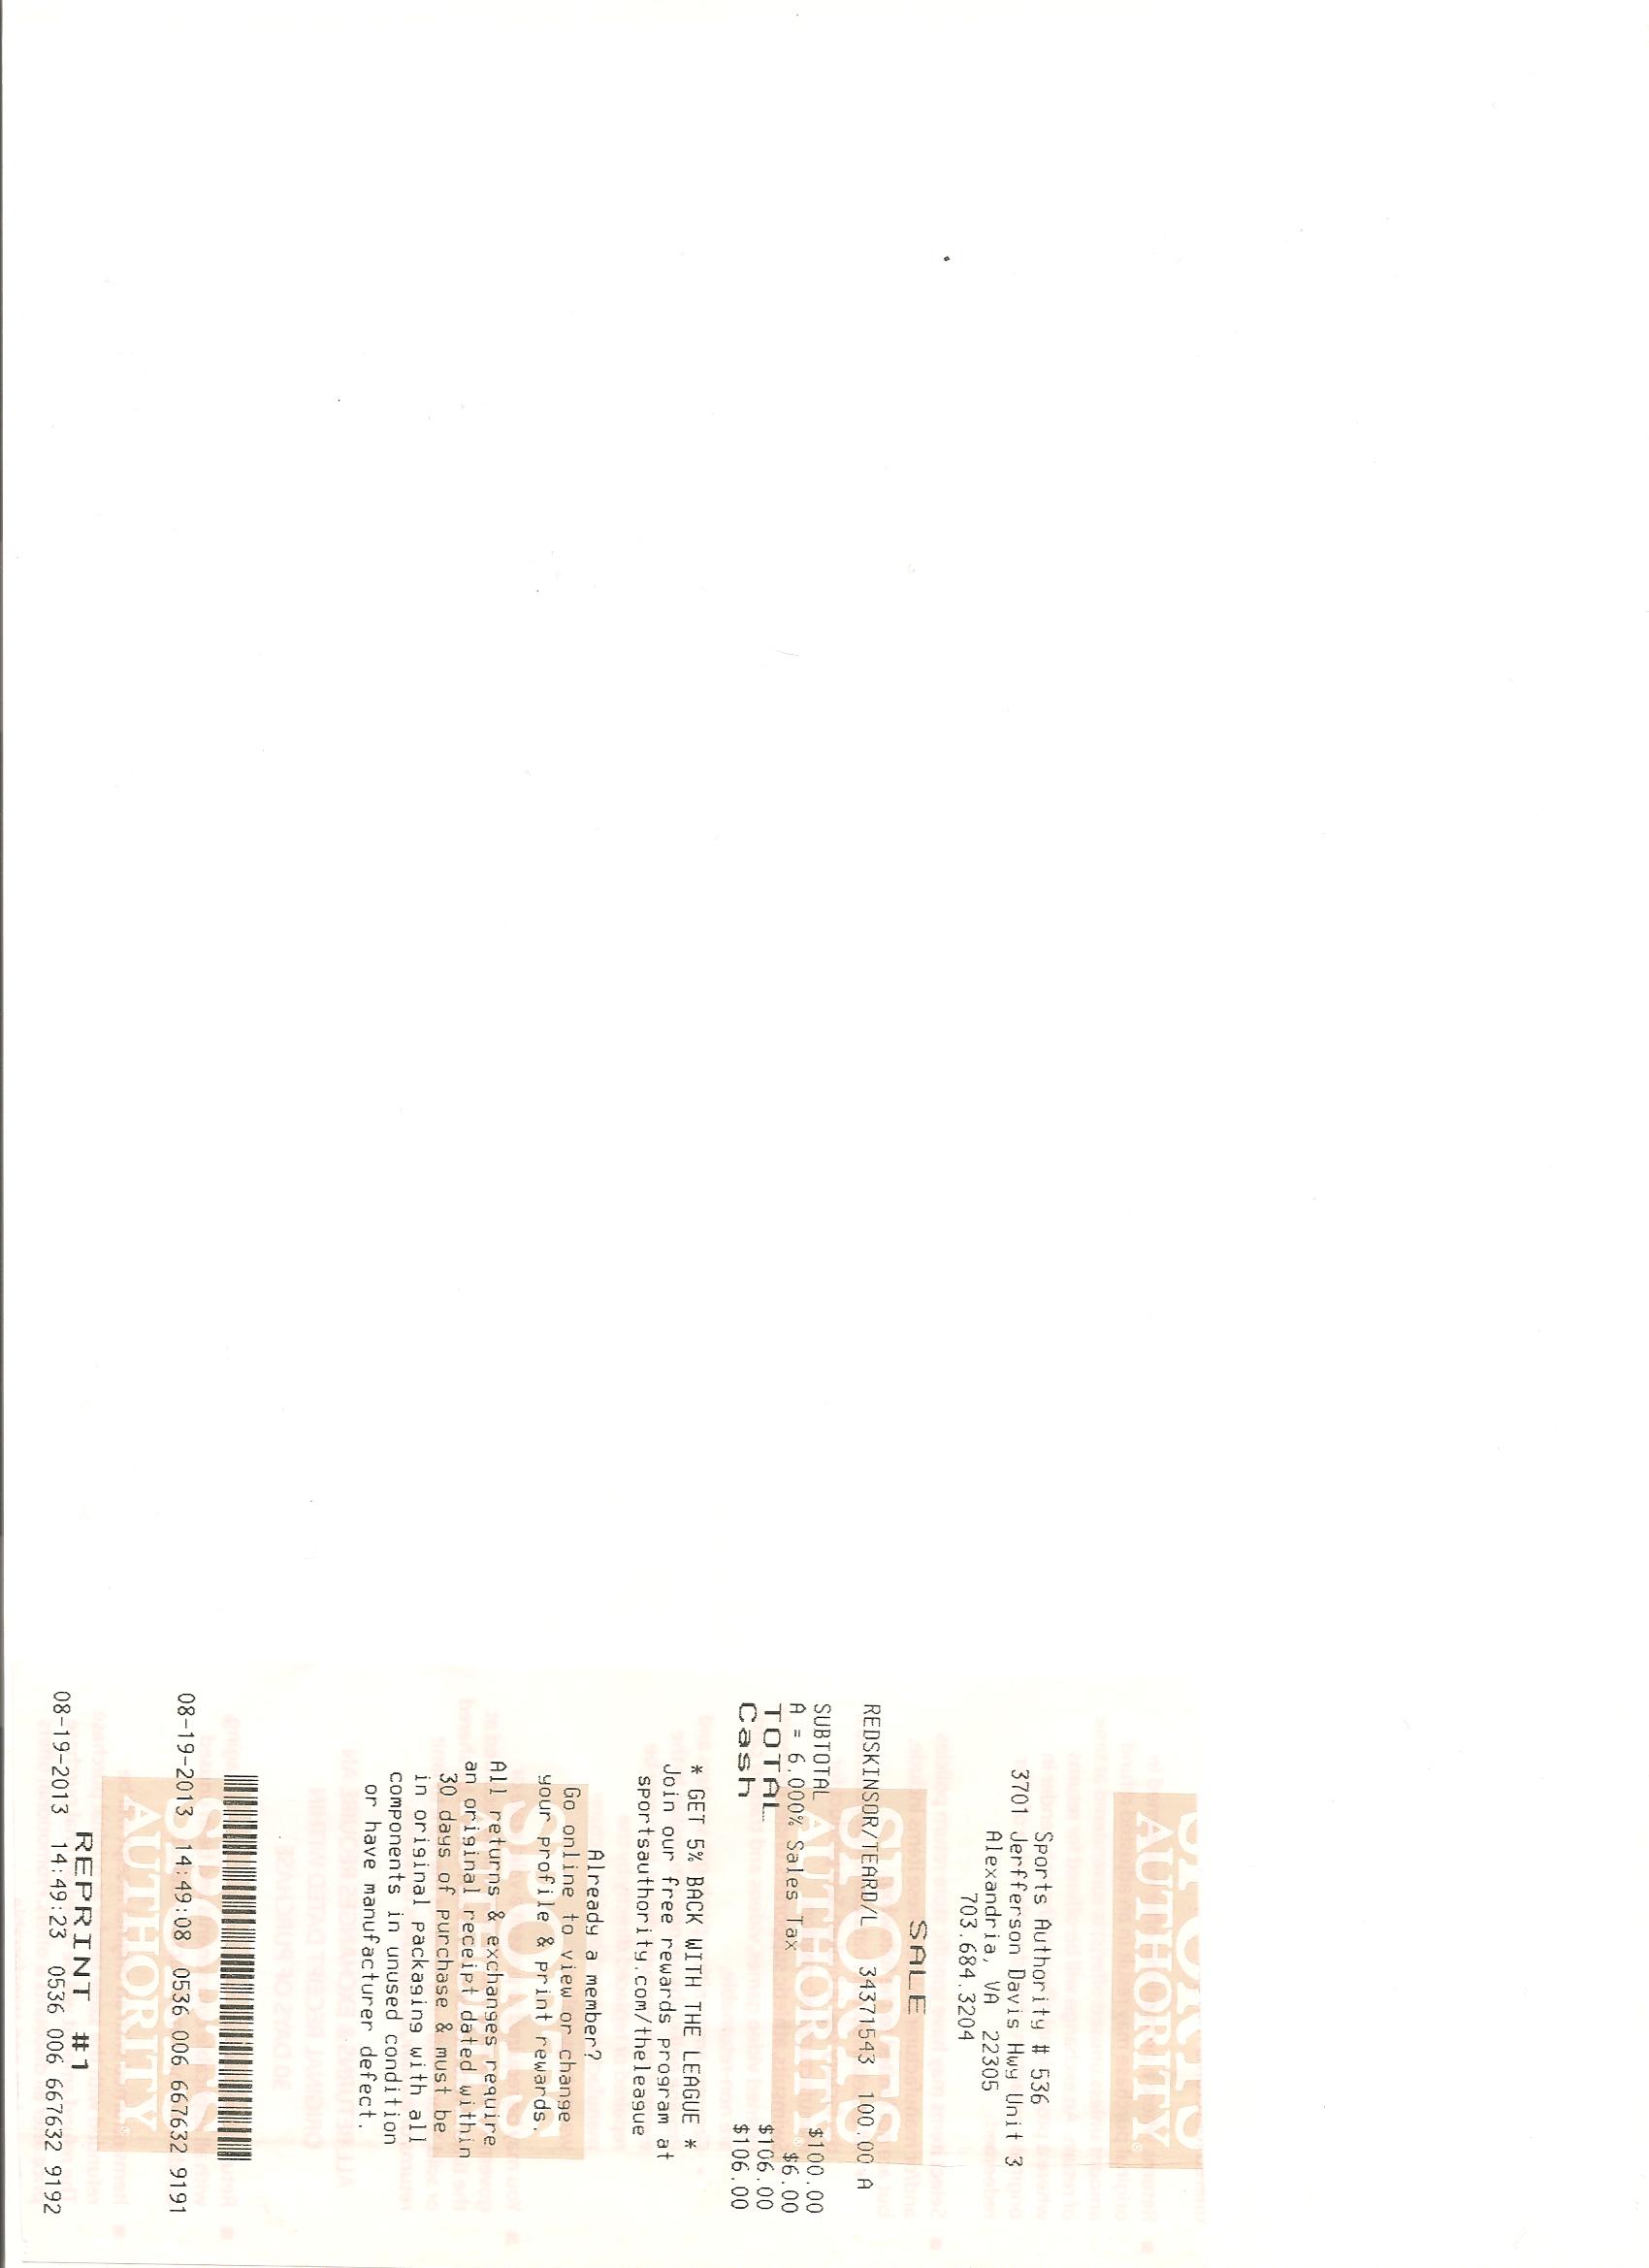 SPORTS
AUTHORITY
Sports Authority # 536
3701 Jerfferson Davis Hwy Unit 3
Alexandria, VA 22305
703.684.3204
SALE
REDSKINSOR/TEARD/L 34371543 100.00 A
SPORTS
AUTHORITY
SUBTOTAL $100.00
A = 6.000% Sales Tax $6.00
TOTAL $106.00
Cash $106.00
* GET 5% BACK WITH THE LEAGUE *
Join our free rewards program at
sportsauthority.com/theleague
Already a member?
Go online to view or change
your profile & print rewards.
SPORTS
All returns & exchanges require
an original receipt dated within
30 days of purchase & must be
in original packaging with all
components in unused condition
or have manufacturer defect.
08-19-2013 14:49:08 0536 006 667632 9191
SPORTS
AUTHORITY
REPRINT #1
08-19-2013 14:49:23 0536 006 667632 9192